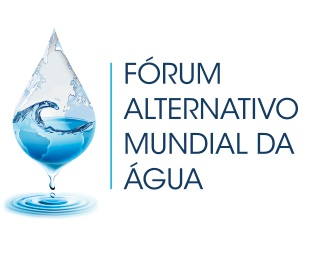 FÓRUM
ALTERNATIVO
MUNDIAL DA
ÁGUA